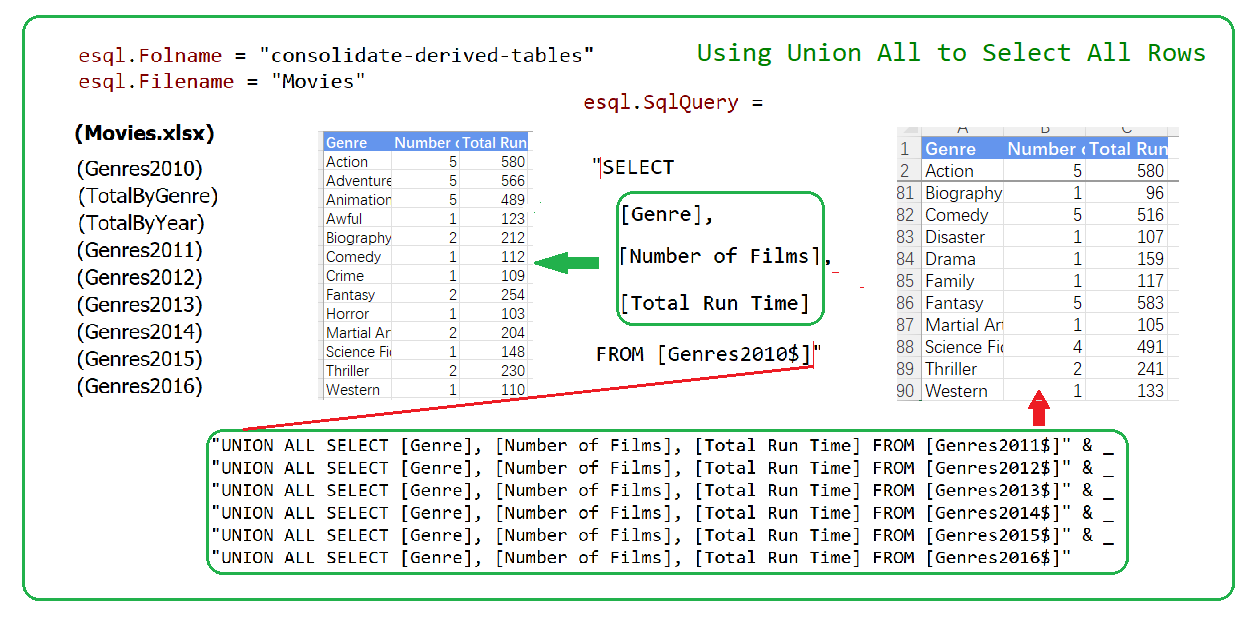 esql.Folname = "consolidate-derived-tables"
esql.Filename = "Movies"
Using Union All to Select All Rows
esql.SqlQuery =
(Movies.xlsx)
(Genres2010)
(TotalByGenre)
(TotalByYear)
(Genres2011)
(Genres2012)
(Genres2013)
(Genres2014)
(Genres2015)
(Genres2016)
Genre Number c Total Run
Action 5 580
Adventure 5 566
Animation 5 489
Awful 1 123
Biography 2 212
Comedy 1 112
Crime 1 109
Fantasy 2 254
Horror 1 103
Martial Ar 2 204
Science Fi 1 148
Thriller 2 230
Western 1 110
"SELECT
[Genre],
[Number of Films],
[Total Run Time]
FROM [Genres2010$]"
A B C
1 Genre Number c Total Run
2 Action 5 580
81 Biography 1 96
82 Comedy 5 516
83 Disaster 1 107
84 Drama 1 159
85 Family 1 117
86 Fantasy 5 583
87 Martial Art 1 105
88 Science Fic 4 491
89 Thriller 2 241
90 Western 1 133
"UNION ALL SELECT [Genre], [Number of Films], [Total Run Time] FROM [Genres2011$]" & _
"UNION ALL SELECT [Genre], [Number of Films], [Total Run Time] FROM [Genres2012$]" & _
"UNION ALL SELECT [Genre], [Number of Films], [Total Run Time] FROM [Genres2013$]" & _
"UNION ALL SELECT [Genre], [Number of Films], [Total Run Time] FROM [Genres2014$]" & _
"UNION ALL SELECT [Genre], [Number of Films], [Total Run Time] FROM [Genres2015$]" & _
"UNION ALL SELECT [Genre], [Number of Films], [Total Run Time] FROM [Genres2016$]"